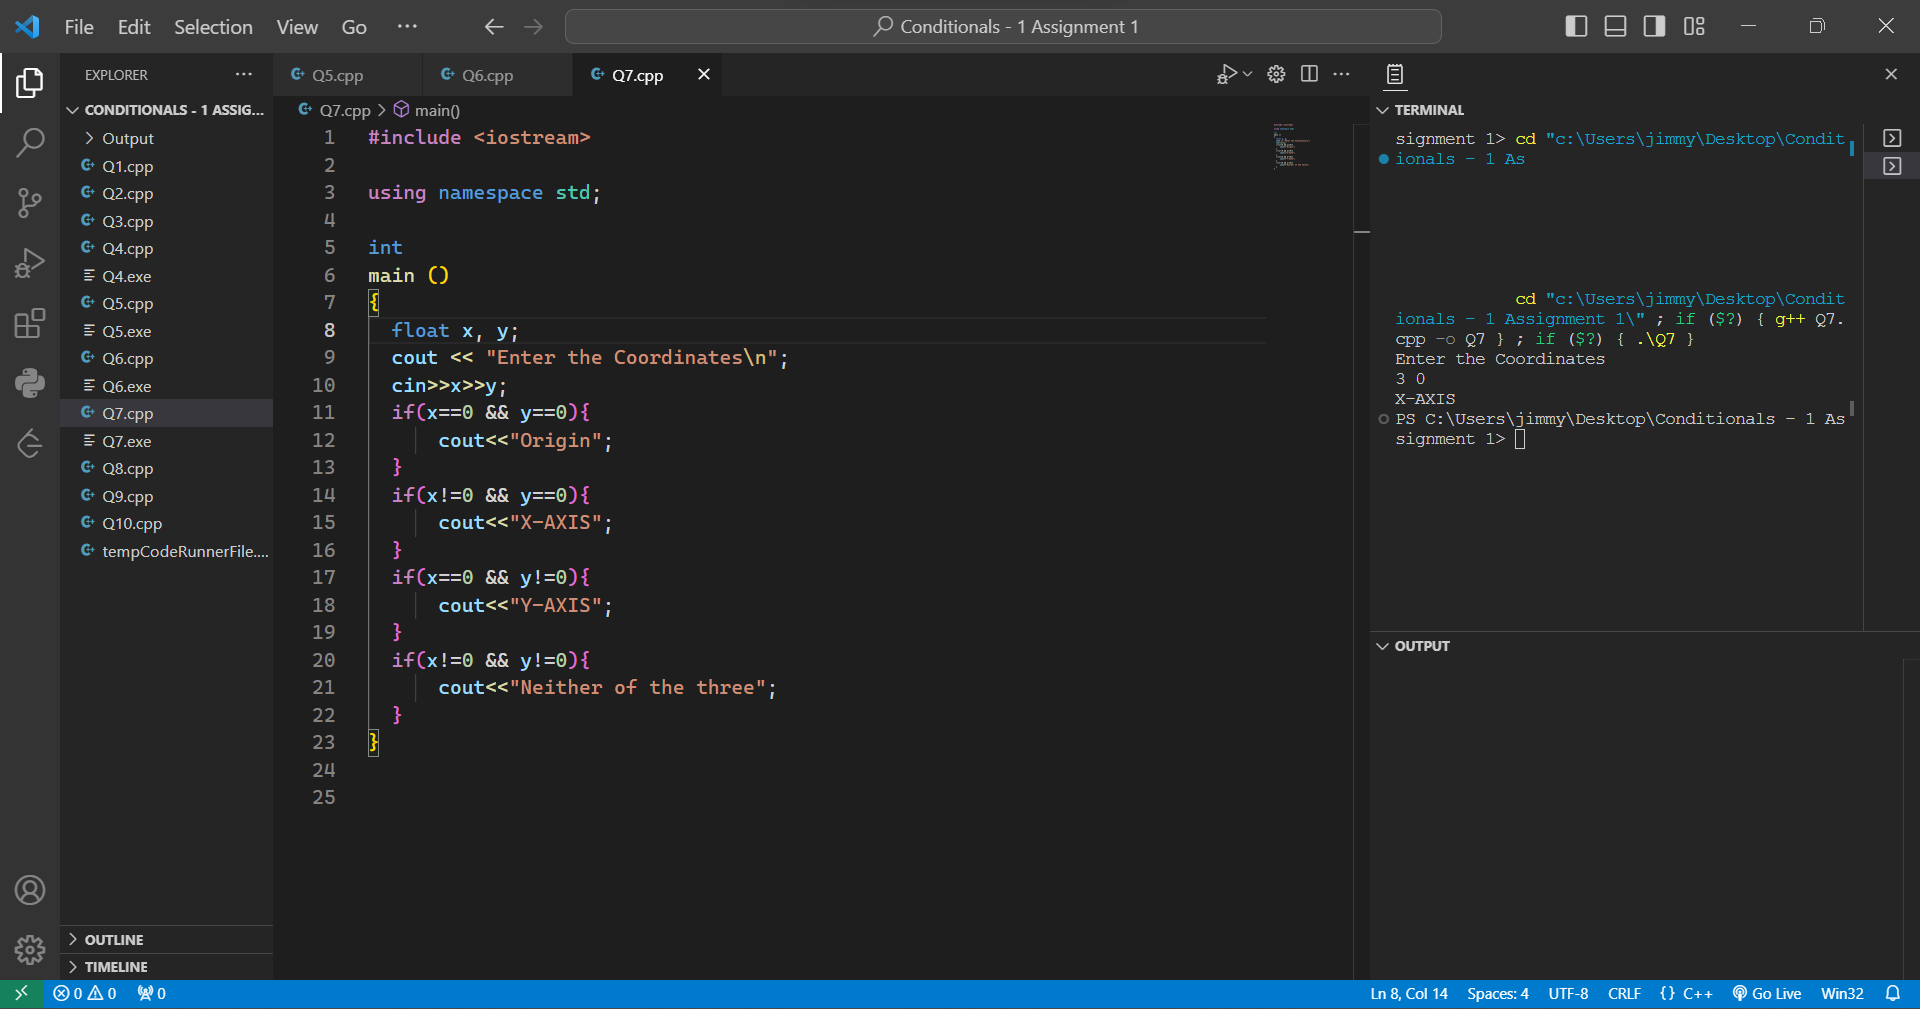 File Edit Selection View Go ··· Conditionals - 1 Assignment 1
EXPLORER ···
CONDITIONALS - 1 ASSIG...
Output
Q1.cpp
Q2.cpp
Q3.cpp
Q4.cpp
Q4.exe
Q5.cpp
Q5.exe
Q6.cpp
Q6.exe
Q7.cpp
Q7.exe
Q8.cpp
Q9.cpp
Q10.cpp
tempCodeRunnerFile....
OUTLINE
TIMELINE
Q5.cpp Q6.cpp Q7.cpp
Q7.cpp > main()
1 #include <iostream>
2
3 using namespace std;
4
5 int
6 main ()
7 {
8 float x, y;
9 cout << "Enter the Coordinates\n";
10 cin>>x>>y;
11 if(x==0 && y==0){
12 cout<<"Origin";
13 }
14 if(x!=0 && y==0){
15 cout<<"X-AXIS";
16 }
17 if(x==0 && y!=0){
18 cout<<"Y-AXIS";
19 }
20 if(x!=0 && y!=0){
21 cout<<"Neither of the three";
22 }
23 }
24
25
TERMINAL
signment 1> cd "c:\Users\jimmy\Desktop\Condit
ionals - 1 As
cd "c:\Users\jimmy\Desktop\Condit
ionals - 1 Assignment 1\" ; if ($?) { g++ Q7.
cpp -o Q7 } ; if ($?) { .\Q7 }
Enter the Coordinates
3 0
X-AXIS
PS C:\Users\jimmy\Desktop\Conditionals - 1 As
signment 1>
OUTPUT
0 0 0 Ln 8, Col 14 Spaces: 4 UTF-8 CRLF {} C++ Go Live Win32